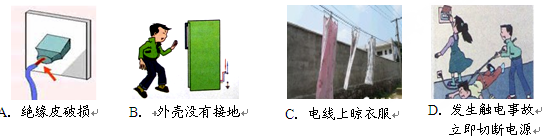 A. 绝缘皮破损
B. 外壳没有接地
C. 电线上晾衣服
D. 发生触电事故
立即切断电源